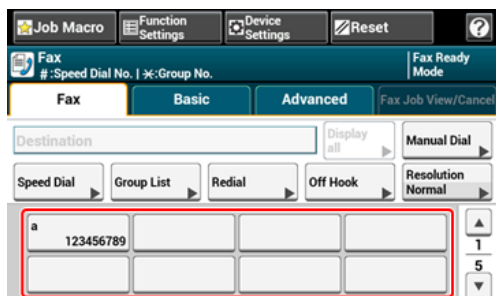 Job Macro
Function Settings
Device Settings
Reset
?
Fax
#:Speed Dial No. | ⚹:Group No.
Fax Ready Mode
Fax
Basic
Advanced
Fax Job View/Cancel
Destination
Display all
Manual Dial
Speed Dial
Group List
Redial
Off Hook
Resolution Normal
a
123456789
1
5